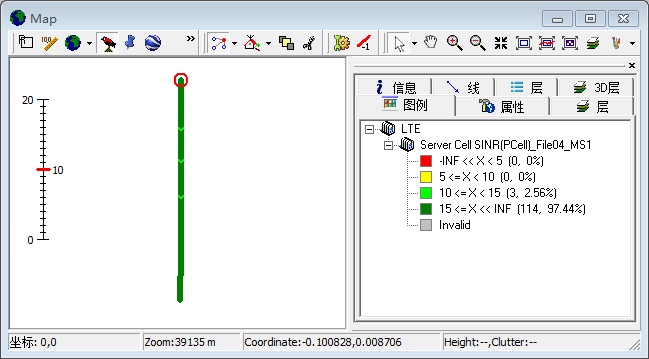 Map
信息
线
层
3D层
图例
属性
层
20
10
0
LTE
Server Cell SINR(PCell)_File04_MS1
-INF << X < 5 (0, 0%)
5 <= X < 10 (0, 0%)
10 <= X < 15 (3, 2.56%)
15 <= X << INF (114, 97.44%)
Invalid
坐标: 0,0
Zoom:39135 m
Coordinate:-0.100828,0.008706
Height:--,Clutter:--